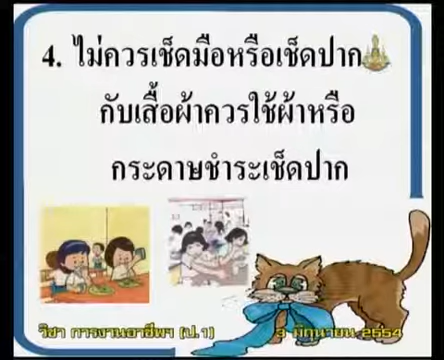 4. ไม่ควรเช็ดมือหรือเช็ดปาก
กับเสื้อผ้าควรใช้ผ้าหรือ
กระดาษชำระเช็ดปาก
วิชา การงานอาชีพฯ (ป.1)
9 มิถุนายน 2554